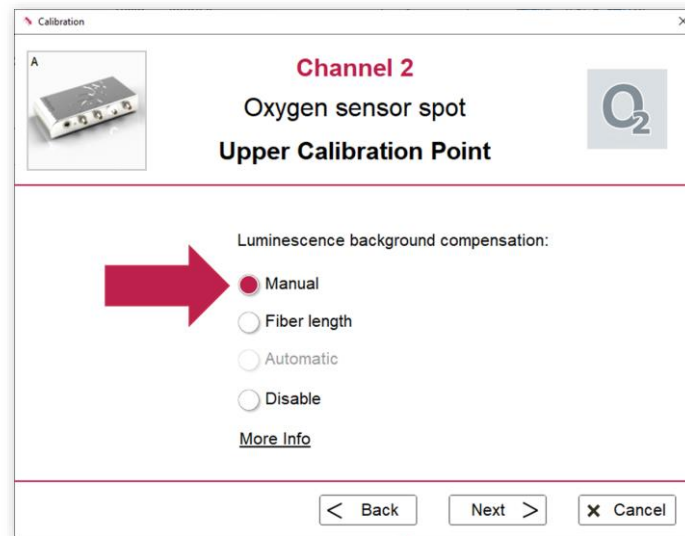 Calibration
A
Channel 2
Oxygen sensor spot
Upper Calibration Point
O2
Luminescence background compensation:
Manual
Fiber length
Automatic
Disable
More Info
< Back
Next >
Cancel